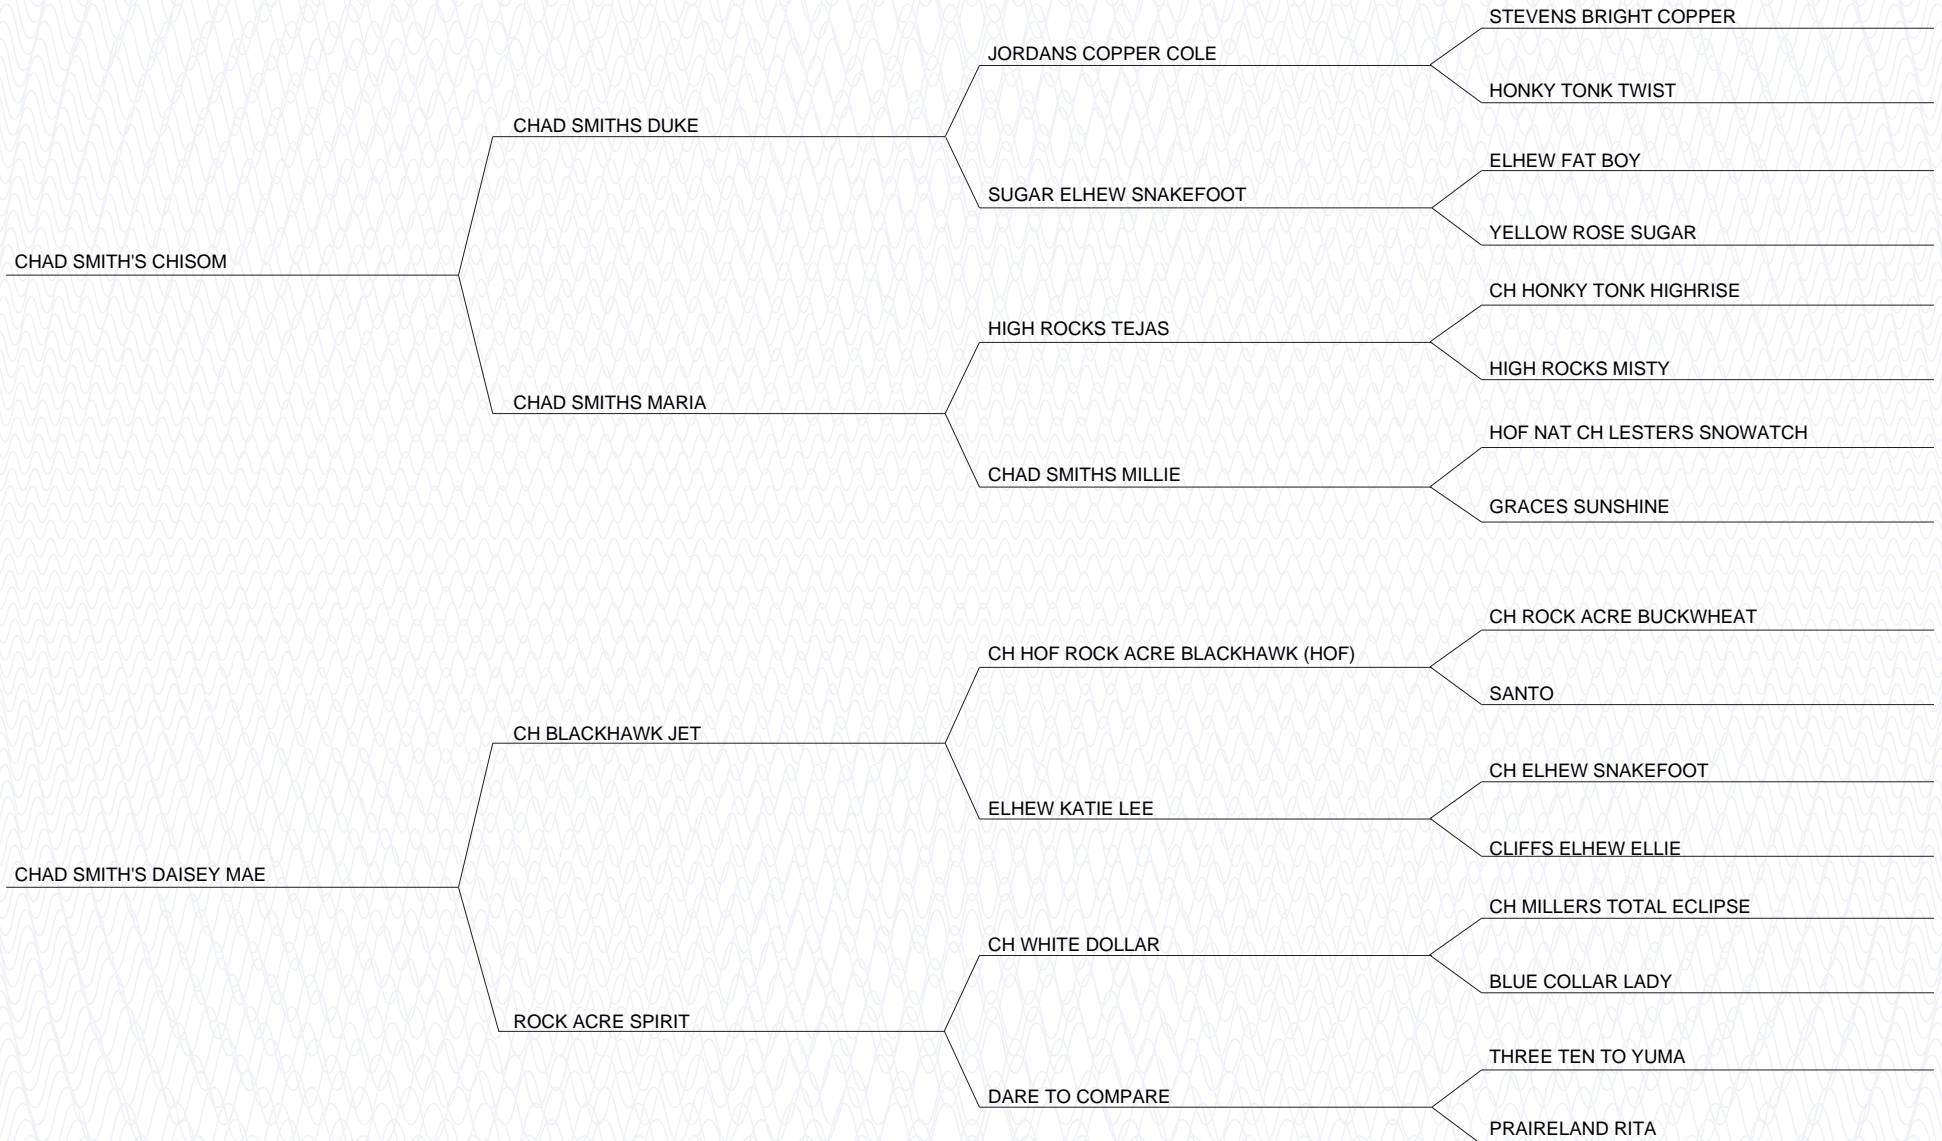 STEVENS BRIGHT COPPER
JORDANS COPPER COLE
HONKY TONK TWIST
CHAD SMITHS DUKE
ELHEW FAT BOY
SUGAR ELHEW SNAKEFOOT
YELLOW ROSE SUGAR
CHAD SMITH'S CHISOM
CH HONKY TONK HIGHRISE
HIGH ROCKS TEJAS
HIGH ROCKS MISTY
CHAD SMITHS MARIA
HOF NAT CH LESTERS SNOWATCH
CHAD SMITHS MILLIE
GRACES SUNSHINE
CH ROCK ACRE BUCKWHEAT
CH HOF ROCK ACRE BLACKHAWK (HOF)
SANTO
CH BLACKHAWK JET
CH ELHEW SNAKEFOOT
ELHEW KATIE LEE
CLIFFS ELHEW ELLIE
CHAD SMITH'S DAISEY MAE
CH MILLERS TOTAL ECLIPSE
CH WHITE DOLLAR
BLUE COLLAR LADY
ROCK ACRE SPIRIT
THREE TEN TO YUMA
DARE TO COMPARE
PRAIRELAND RITA